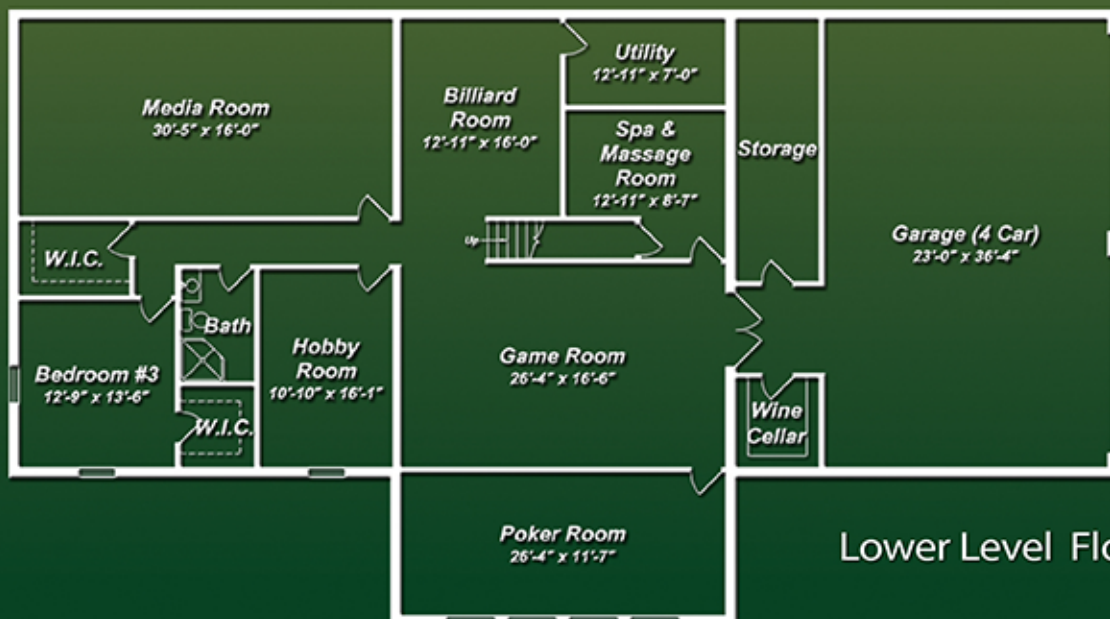 Media Room
30'-5" x 16'-0"
Billiard
Room
12'-11" x 16'-0"
Utility
12'-11" x 7'-0"
Spa &
Massage
Room
12'-11" x 8'-7"
Storage
Garage (4 Car)
23'-0" x 36'-4"
W.I.C.
Up
Bath
Bedroom #3
12'-9" x 13'-6"
W.I.C.
Hobby
Room
10'-10" x 16'-1"
Game Room
26'-4" x 16'-6"
Wine
Cellar
Poker Room
26'-4" x 11'-7"
Lower Level Flo